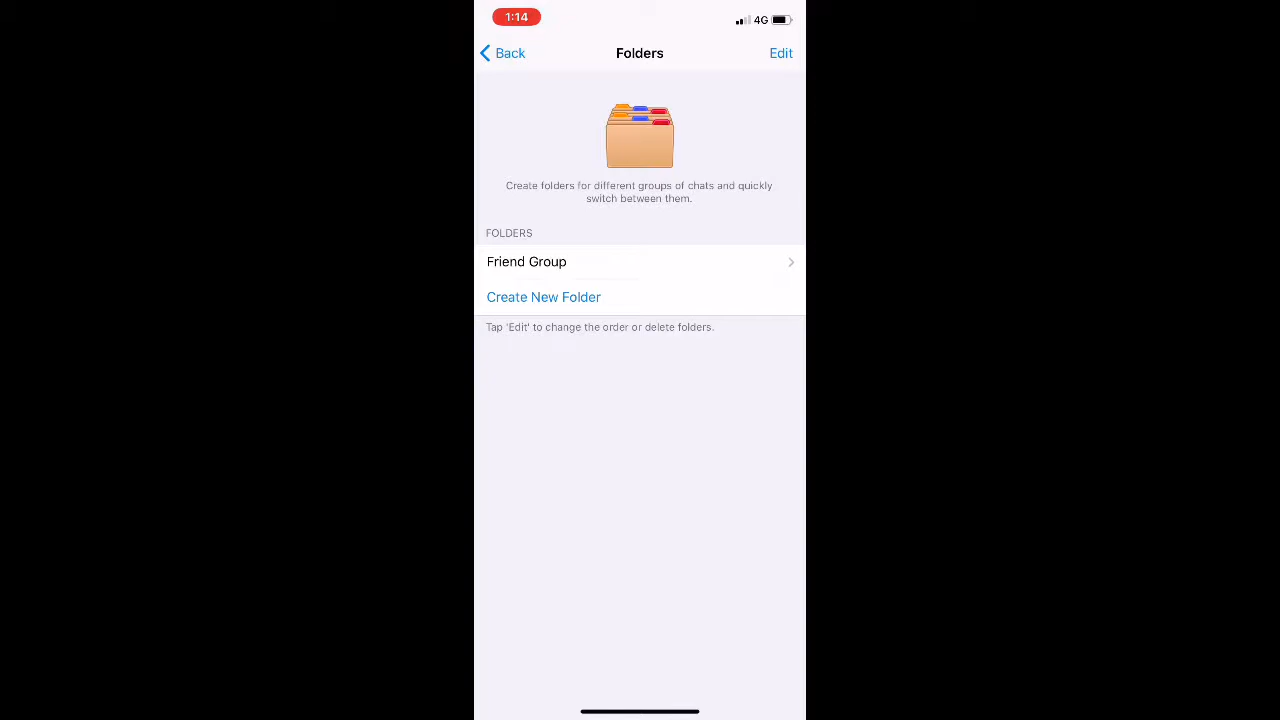 1:14
4G
Back
Folders
Edit
Create folders for different groups of chats and quickly
switch between them.
FOLDERS
Friend Group
Create New Folder
Tap 'Edit' to change the order or delete folders.